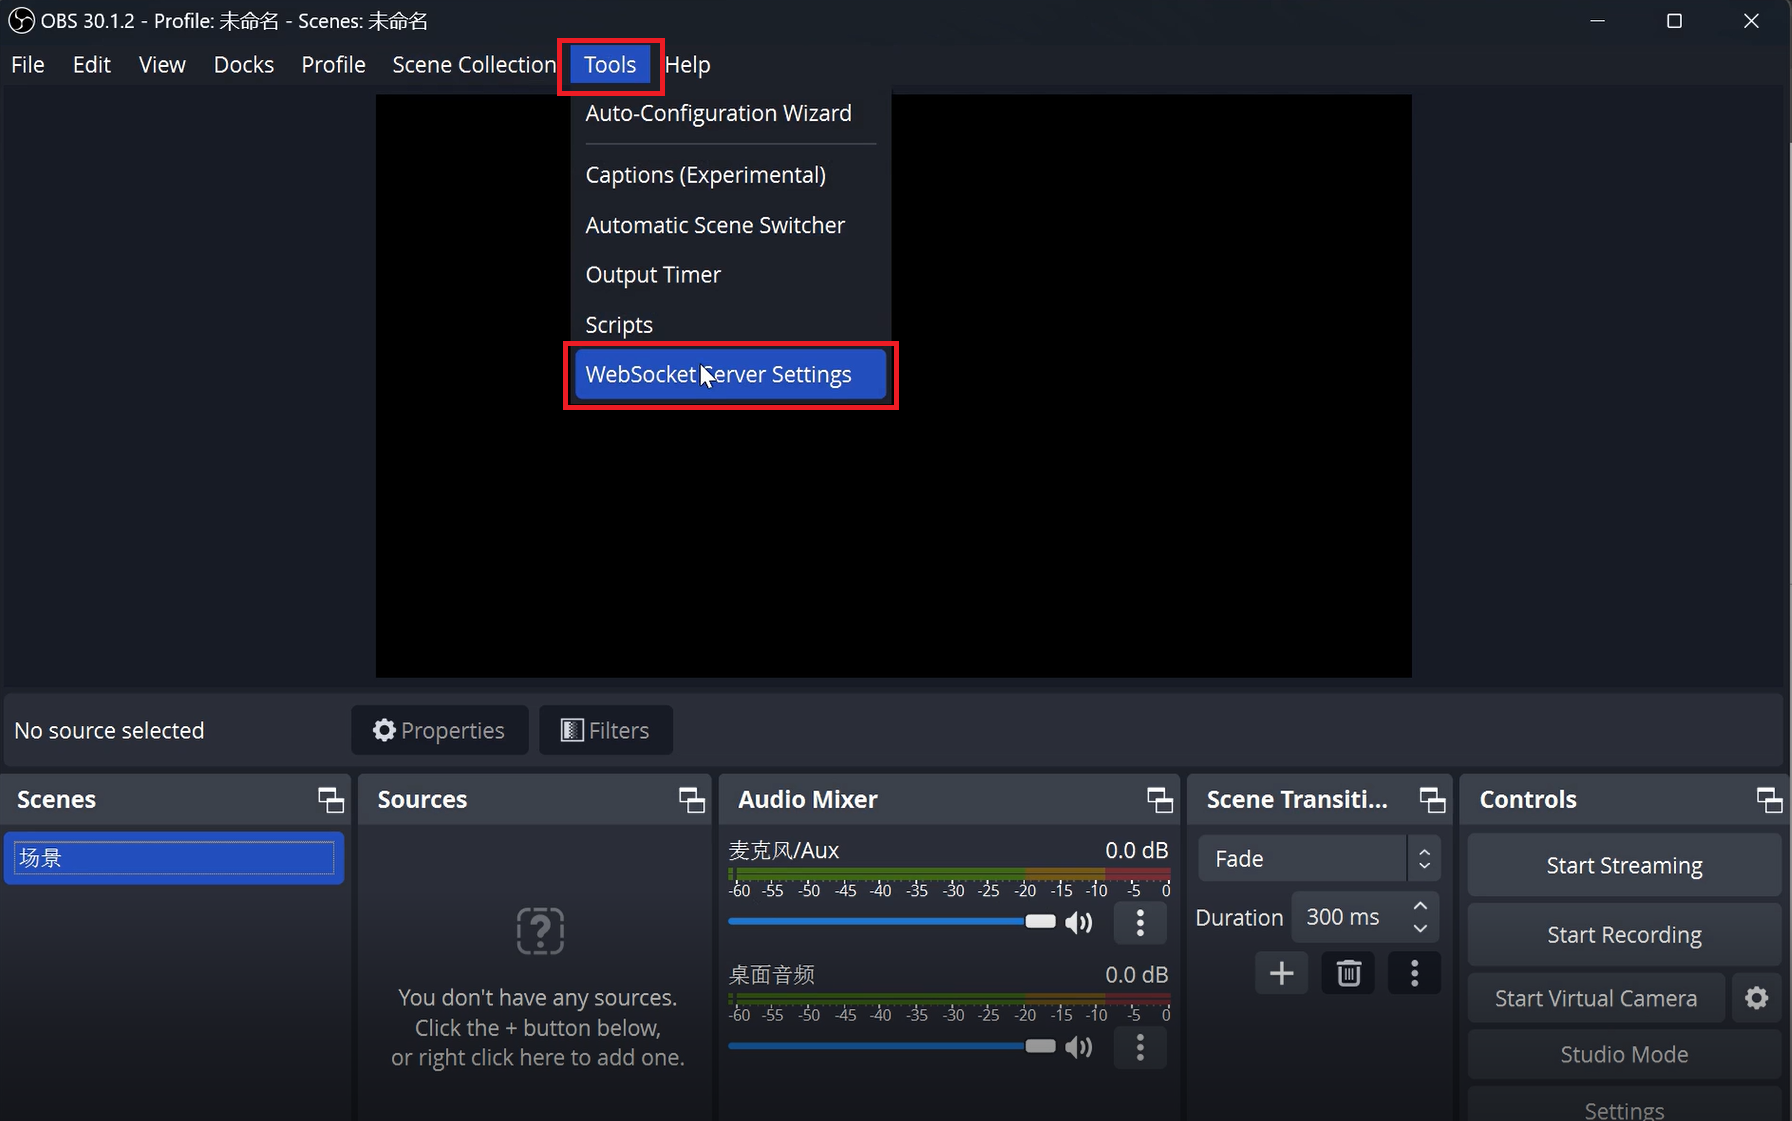 OBS 30.1.2 - Profile: 未命名 - Scenes: 未命名
File Edit View Docks Profile Scene Collection Tools Help
Auto-Configuration Wizard
Captions (Experimental)
Automatic Scene Switcher
Output Timer
Scripts
WebSocket Server Settings
No source selected
Properties
Filters
Scenes
场景
Sources
You don't have any sources.
Click the + button below,
or right click here to add one.
Audio Mixer
麦克风/Aux 0.0 dB
-60 -55 -50 -45 -40 -35 -30 -25 -20 -15 -10 -5 0
桌面音频 0.0 dB
-60 -55 -50 -45 -40 -35 -30 -25 -20 -15 -10 -5 0
Scene Transiti...
Fade
Duration 300 ms
Controls
Start Streaming
Start Recording
Start Virtual Camera
Studio Mode
Settings